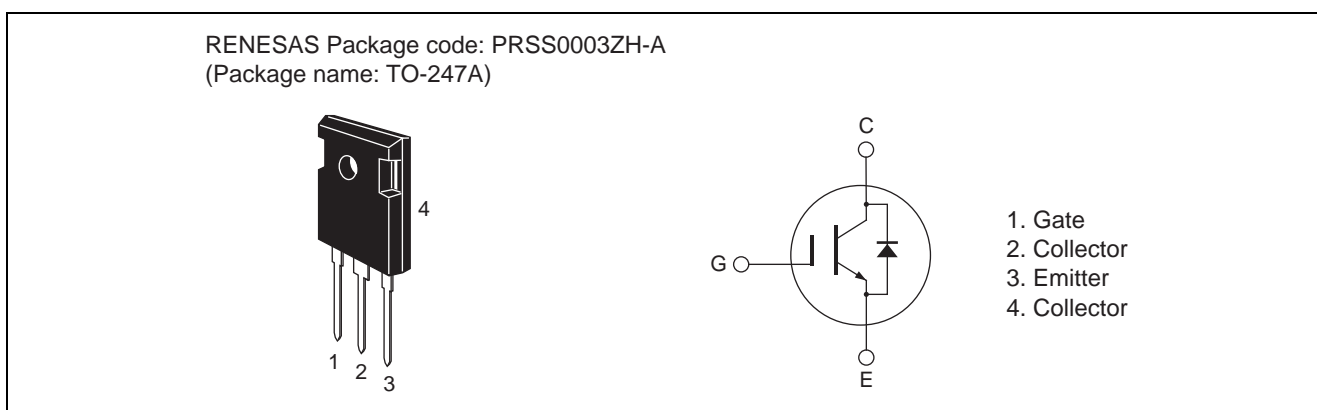 RENESAS Package code: PRSS0003ZH-A
(Package name: TO-247A)
4
1
2
3
C
G
E
1. Gate
2. Collector
3. Emitter
4. Collector